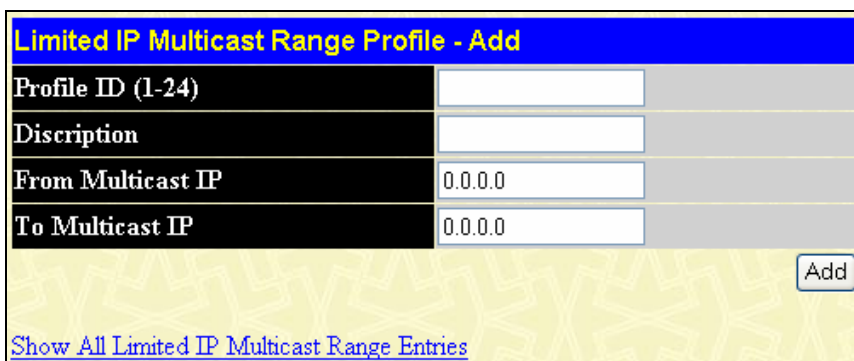 Limited IP Multicast Range Profile - Add
Profile ID (1-24)
Discription
From Multicast IP 0.0.0.0
To Multicast IP 0.0.0.0
Add
Show All Limited IP Multicast Range Entries